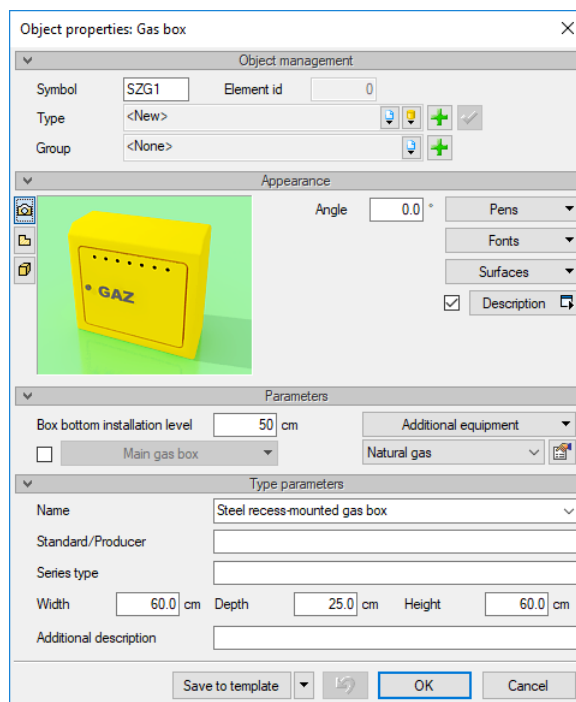 Object properties: Gas box
Object management
Symbol SZG1 Element id 0
Type <New>
Group <None>
Appearance
Angle 0.0 ° Pens
Fonts
Surfaces
Description
GAZ
Parameters
Box bottom installation level 50 cm Additional equipment
Main gas box Natural gas
Type parameters
Name Steel recess-mounted gas box
Standard/Producer
Series type
Width 60.0 cm Depth 25.0 cm Height 60.0 cm
Additional description
Save to template OK Cancel